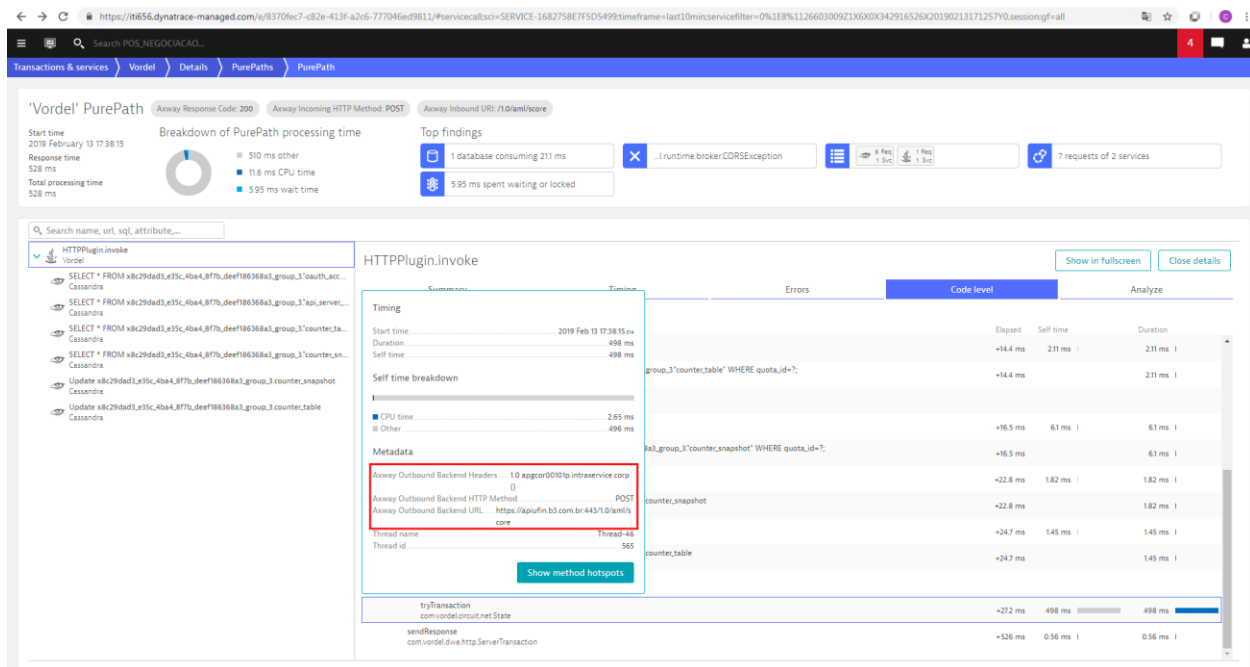 https://iti656.dynatrace-managed.com/e/8370fec7-c82e-413f-a2c6-777046ed9811/#servicecall;sci=SERVICE-1682758E7F5D5499;timeframe=last10min;servicefilter=0%1E8%1126603009Z1X6X0X342916526X20190213171257Y0.session;gf=all
Search POS_NEGOCIACAO...
4
Transactions & services
Vordel
Details
PurePaths
PurePath
'Vordel' PurePath
Axway Response Code: 200
Axway Incoming HTTP Method: POST
Axway Inbound URI: /1.0/aml/score
Start time
2019 February 13 17:38:15
Response time
528 ms
Total processing time
528 ms
Breakdown of PurePath processing time
510 ms other
11.6 ms CPU time
5.95 ms wait time
Top findings
1 database consuming 21.1 ms
...l.runtime.broker.CORSException
6 Req
1 Svc
1 Req
1 Svc
7 requests of 2 services
5.95 ms spent waiting or locked
Search name, url, sql, attribute,...
HTTPPlugin.invoke
Vordel
SELECT * FROM x8c29dad3_e35c_4ba4_8f7b_deef186368a3_group_3."oauth_acc...
Cassandra
SELECT * FROM x8c29dad3_e35c_4ba4_8f7b_deef186368a3_group_3."api_server_...
Cassandra
SELECT * FROM x8c29dad3_e35c_4ba4_8f7b_deef186368a3_group_3."counter_ta...
Cassandra
SELECT * FROM x8c29dad3_e35c_4ba4_8f7b_deef186368a3_group_3."counter_sn...
Cassandra
Update x8c29dad3_e35c_4ba4_8f7b_deef186368a3_group_3.counter_snapshot
Cassandra
Update x8c29dad3_e35c_4ba4_8f7b_deef186368a3_group_3.counter_table
Cassandra
HTTPPlugin.invoke
Show in fullscreen
Close details
Summary
Timing
Errors
Code level
Analyze
Elapsed Self time Duration
+14.4 ms 2.11 ms 2.11 ms
group_3."counter_table" WHERE quota_id=?;
+14.4 ms 2.11 ms
+16.5 ms 6.1 ms 6.1 ms
8a3_group_3."counter_snapshot" WHERE quota_id=?;
+16.5 ms 6.1 ms
+22.8 ms 1.82 ms 1.82 ms
counter_snapshot
+22.8 ms 1.82 ms
+24.7 ms 1.45 ms 1.45 ms
counter_table
+24.7 ms 1.45 ms
tryTransaction
com.vordel.circuit.net.State
+27.2 ms 498 ms 498 ms
sendResponse
com.vordel.dwe.http.ServerTransaction
+526 ms 0.56 ms 0.56 ms
Timing
Start time 2019 Feb 13 17:38:15
Duration 498 ms
Self time 498 ms
Self time breakdown
CPU time 2.65 ms
Other 496 ms
Metadata
Axway Outbound Backend Headers 1.0 apgcor00101p.intraservice.corp
()
Axway Outbound Backend HTTP Method POST
Axway Outbound Backend URL https://apiufin.b3.com.br:443/1.0/aml/s
core
Thread name Thread-46
Thread id 565
Show method hotspots